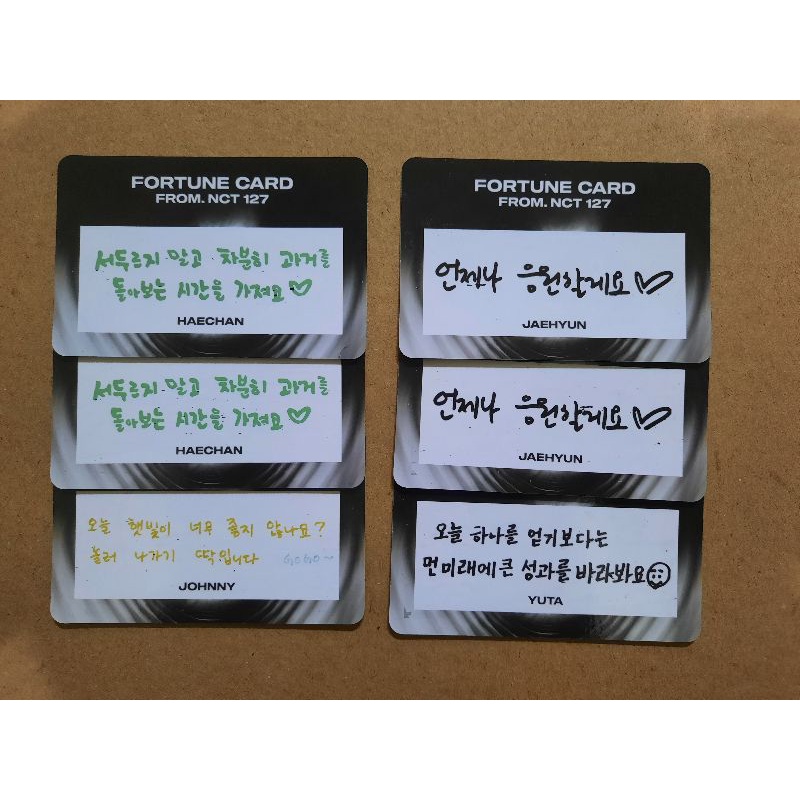 FORTUNE CARD
FROM. NCT 127
서두르지 말고 차분히 과거를
돌아보는 시간을 가져요♡
HAECHAN
서두르지 말고 차분히 과거를
돌아보는 시간을 가져요♡
HAECHAN
오늘 햇빛이 너무 좋지 않나요?
놀러 나가기 딱입니다 GOGO~
JOHNNY
FORTUNE CARD
FROM. NCT 127
언제나 응원할게요♡
JAEHYUN
언제나 응원할게요♡
JAEHYUN
오늘 하나를 얻기보다는
먼미래에큰 성과를 바라봐요☺
YUTA